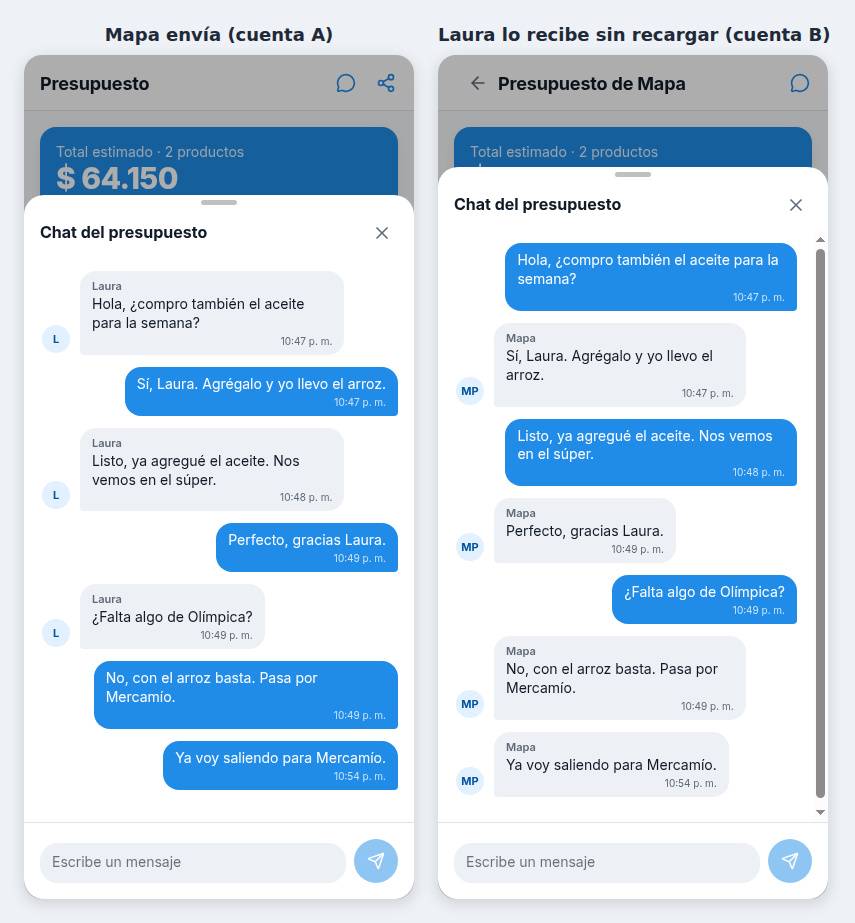 Mapa envía (cuenta A)
Presupuesto
Total estimado · 2 productos
$ 64.150
Chat del presupuesto
Laura
Hola, ¿compro también el aceite
para la semana?
10:47 p. m.
L
Sí, Laura. Agrégalo y yo llevo el arroz.
10:47 p. m.
Laura
Listo, ya agregué el aceite. Nos
vemos en el súper.
10:48 p. m.
L
Perfecto, gracias Laura.
10:49 p. m.
Laura
¿Falta algo de Olímpica?
10:49 p. m.
L
No, con el arroz basta. Pasa por
Mercamío.
10:49 p. m.
Ya voy saliendo para Mercamío.
10:54 p. m.
Escribe un mensaje
Laura lo recibe sin recargar (cuenta B)
Presupuesto de Mapa
Total estimado · 2 productos
Chat del presupuesto
Hola, ¿compro también el aceite para la
semana?
10:47 p. m.
Mapa
Sí, Laura. Agrégalo y yo llevo el
arroz.
10:47 p. m.
MP
Listo, ya agregué el aceite. Nos vemos
en el súper.
10:48 p. m.
Mapa
Perfecto, gracias Laura.
10:49 p. m.
MP
¿Falta algo de Olímpica?
10:49 p. m.
Mapa
No, con el arroz basta. Pasa por
Mercamío.
10:49 p. m.
MP
Mapa
Ya voy saliendo para Mercamío.
10:54 p. m.
MP
Escribe un mensaje